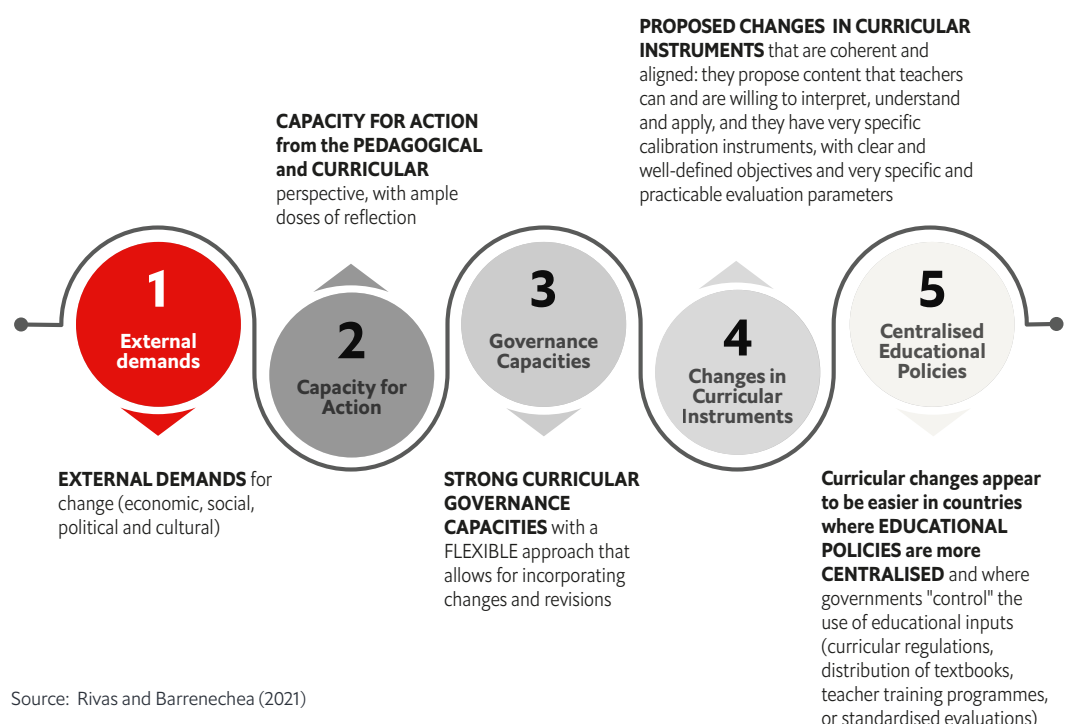 PROPOSED CHANGES IN CURRICULAR
INSTRUMENTS that are coherent and
aligned: they propose content that teachers
can and are willing to interpret, understand
and apply, and they have very specific
calibration instruments, with clear and
well-defined objectives and very specific and
practicable evaluation parameters
CAPACITY FOR ACTION
from the PEDAGOGICAL
and CURRICULAR
perspective, with ample
doses of reflection
1
External
demands
2
Capacity for
Action
3
Governance
Capacities
4
Changes in
Curricular
Instruments
5
Centralised
Educational
Policies
EXTERNAL DEMANDS for
change (economic, social,
political and cultural)
STRONG CURRICULAR
GOVERNANCE
CAPACITIES with a
FLEXIBLE approach that
allows for incorporating
changes and revisions
Curricular changes appear
to be easier in countries
where EDUCATIONAL
POLICIES are more
CENTRALISED and where
governments "control" the
use of educational inputs
(curricular regulations,
distribution of textbooks,
teacher training programmes,
or standardised evaluations)
Source: Rivas and Barrenechea (2021)